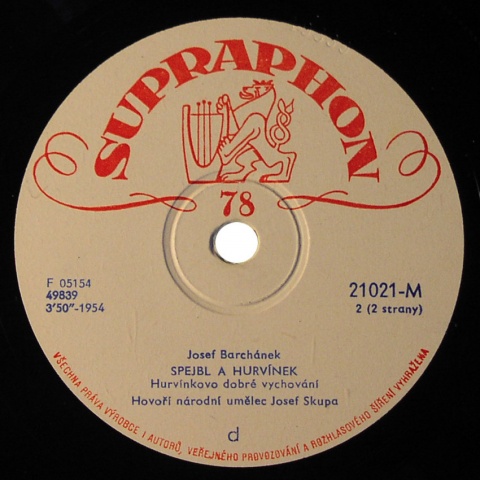 SUPRAPHON
78
F 05154
49839
3'50"-1954
21021-M
2 (2 strany)
Josef Barchánek
SPEJBL A HURVÍNEK
Hurvínkovo dobré vychování
Hovoří národní umělec Josef Skupa
d
VŠECHNA PRÁVA VÝROBCE I AUTORŮ, VEŘEJNÉHO PROVOZOVÁNÍ A ROZHLASOVÉHO ŠÍŘENÍ VYHRAŽENA